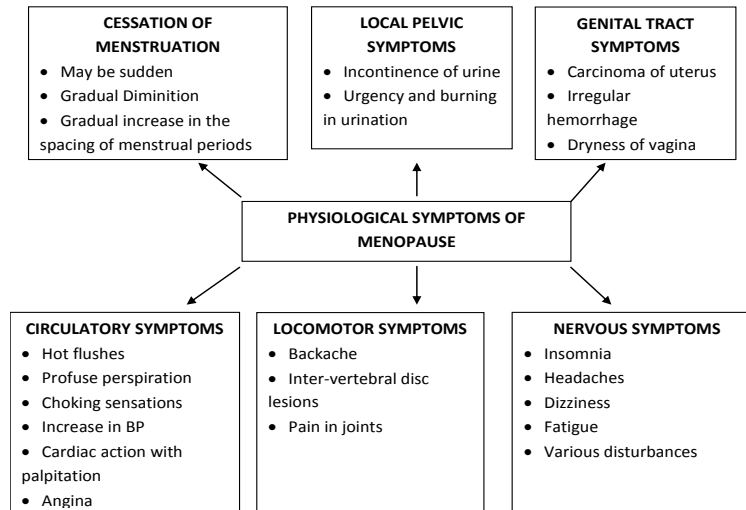 CESSATION OF
MENSTRUATION
• May be sudden
• Gradual Diminition
• Gradual increase in the
spacing of menstrual periods
LOCAL PELVIC
SYMPTOMS
• Incontinence of urine
• Urgency and burning
in urination
GENITAL TRACT
SYMPTOMS
• Carcinoma of uterus
• Irregular
hemorrhage
• Dryness of vagina
PHYSIOLOGICAL SYMPTOMS OF
MENOPAUSE
CIRCULATORY SYMPTOMS
• Hot flushes
• Profuse perspiration
• Choking sensations
• Increase in BP
• Cardiac action with
palpitation
• Angina
LOCOMOTOR SYMPTOMS
• Backache
• Inter-vertebral disc
lesions
• Pain in joints
NERVOUS SYMPTOMS
• Insomnia
• Headaches
• Dizziness
• Fatigue
• Various disturbances